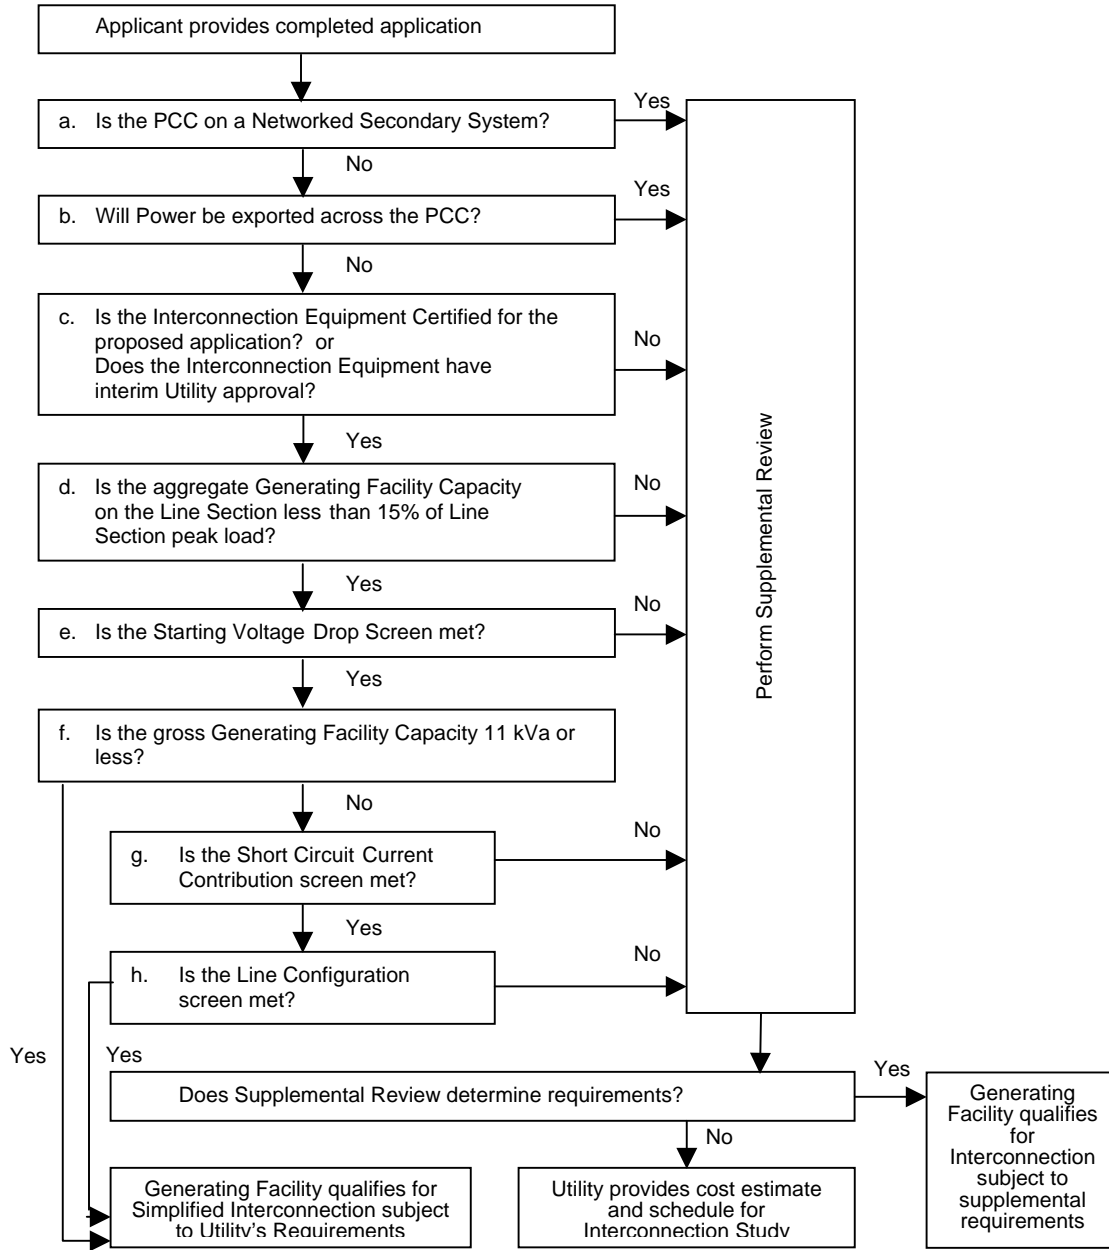 Applicant provides completed application
Yes
a. Is the PCC on a Networked Secondary System?
No
Yes
b. Will Power be exported across the PCC?
No
c. Is the Interconnection Equipment Certified for the
proposed application? or
Does the Interconnection Equipment have
interim Utility approval?
No
Yes
d. Is the aggregate Generating Facility Capacity
on the Line Section less than 15% of Line
Section peak load?
No
Yes
No
e. Is the Starting Voltage Drop Screen met?
Yes
f. Is the gross Generating Facility Capacity 11 kVa or
less?
No
No
g. Is the Short Circuit Current
Contribution screen met?
Yes
No
h. Is the Line Configuration
screen met?
Perform Supplemental Review
Yes
Yes
Does Supplemental Review determine requirements?
Yes
No
Generating Facility qualifies for
Simplified Interconnection subject
to Utility's Requirements
Utility provides cost estimate
and schedule for
Interconnection Study
Generating
Facility qualifies
for
Interconnection
subject to
supplemental
requirements